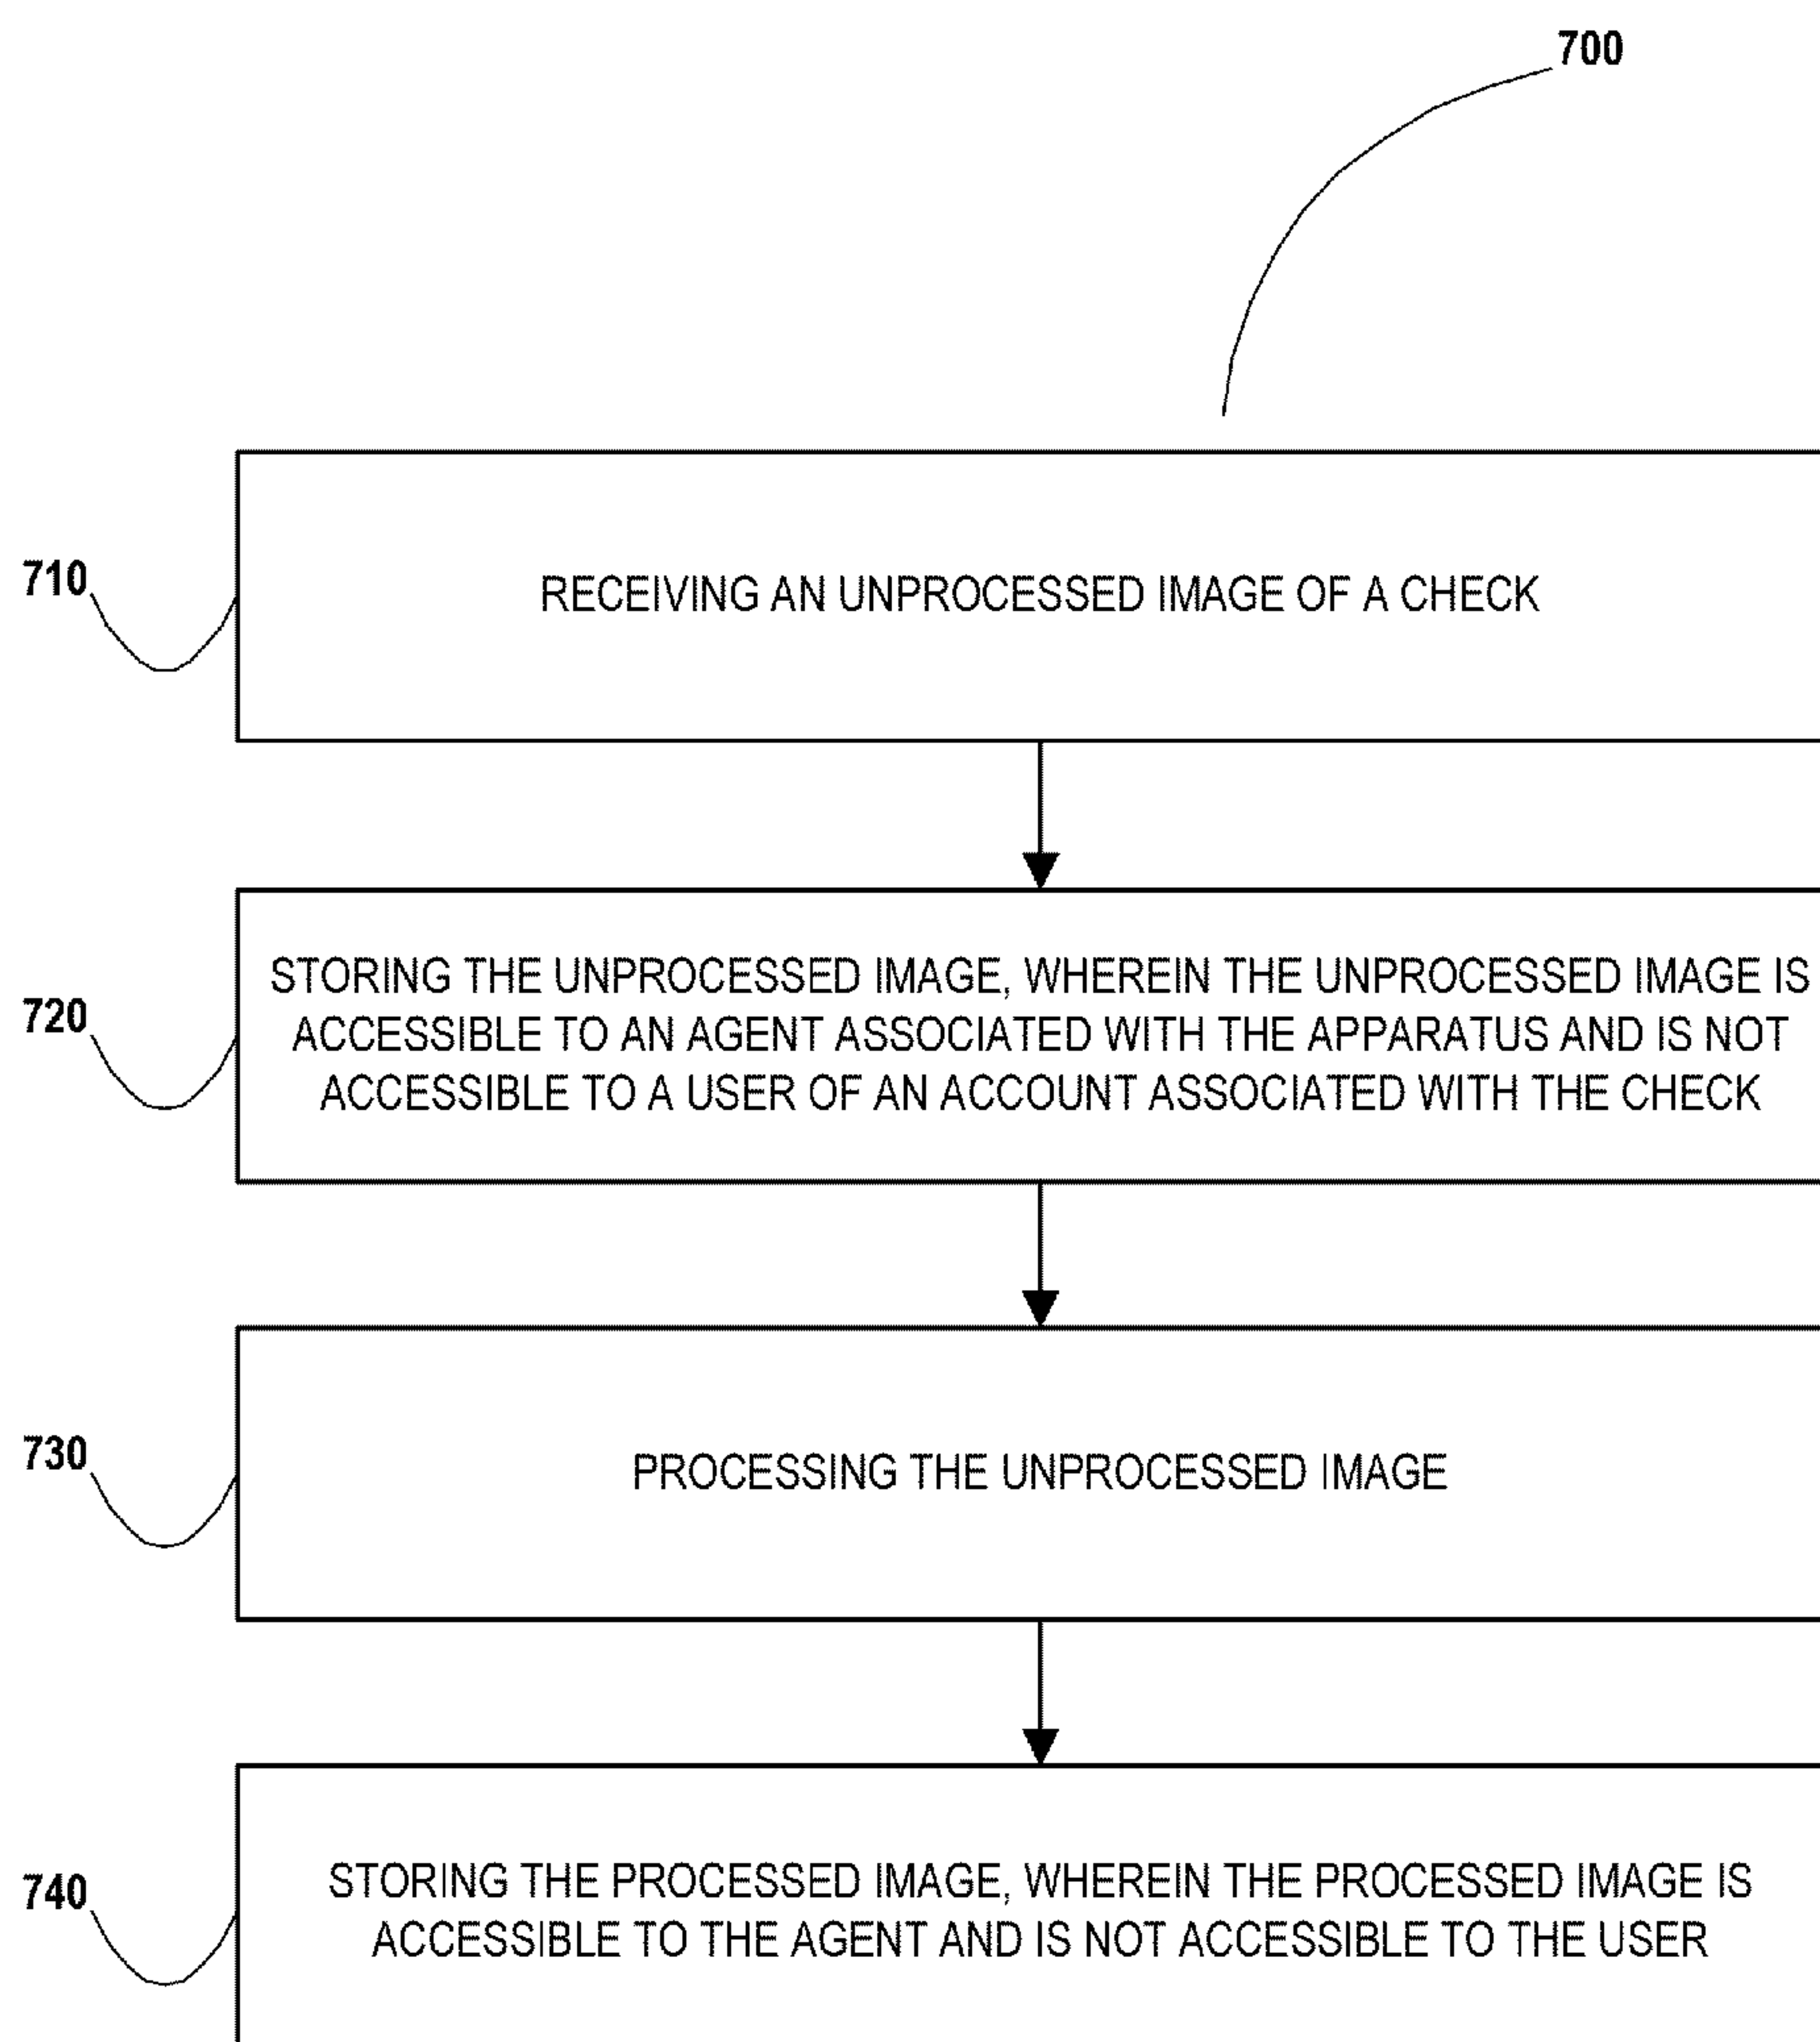 700
710
RECEIVING AN UNPROCESSED IMAGE OF A CHECK
720
STORING THE UNPROCESSED IMAGE, WHEREIN THE UNPROCESSED IMAGE IS
ACCESSIBLE TO AN AGENT ASSOCIATED WITH THE APPARATUS AND IS NOT
ACCESSIBLE TO A USER OF AN ACCOUNT ASSOCIATED WITH THE CHECK
730
PROCESSING THE UNPROCESSED IMAGE
740
STORING THE PROCESSED IMAGE, WHEREIN THE PROCESSED IMAGE IS
ACCESSIBLE TO THE AGENT AND IS NOT ACCESSIBLE TO THE USER